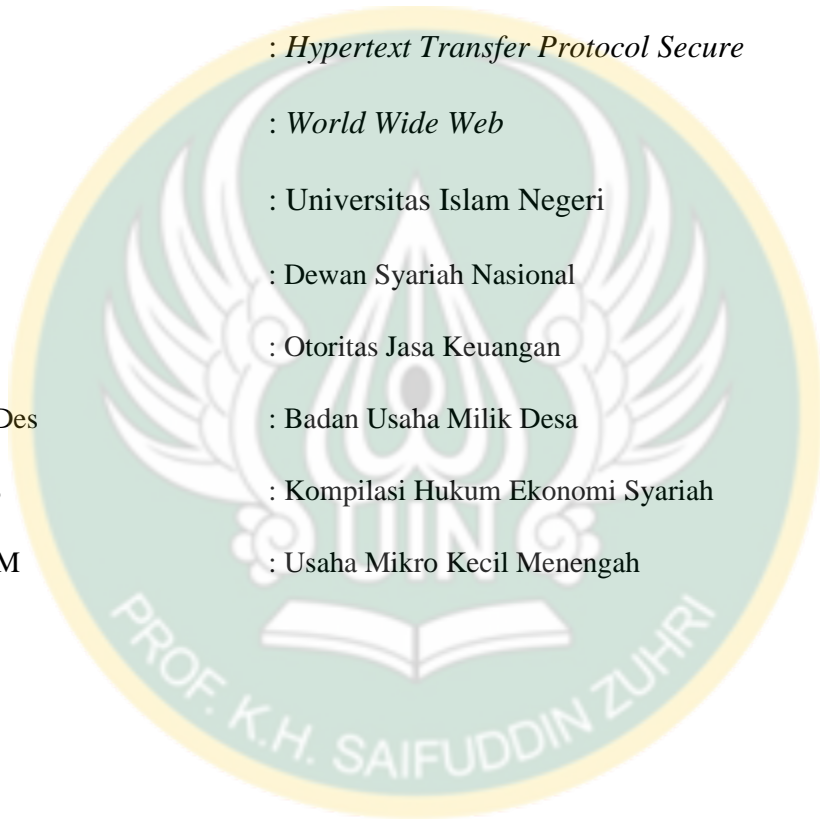 : Hypertext Transfer Protocol Secure
: World Wide Web
: Universitas Islam Negeri
: Dewan Syariah Nasional
: Otoritas Jasa Keuangan
Des : Badan Usaha Milik Desa
: Kompilasi Hukum Ekonomi Syariah
M : Usaha Mikro Kecil Menengah
UIN
PROF. K.H. SAIFUDDIN ZUHRI